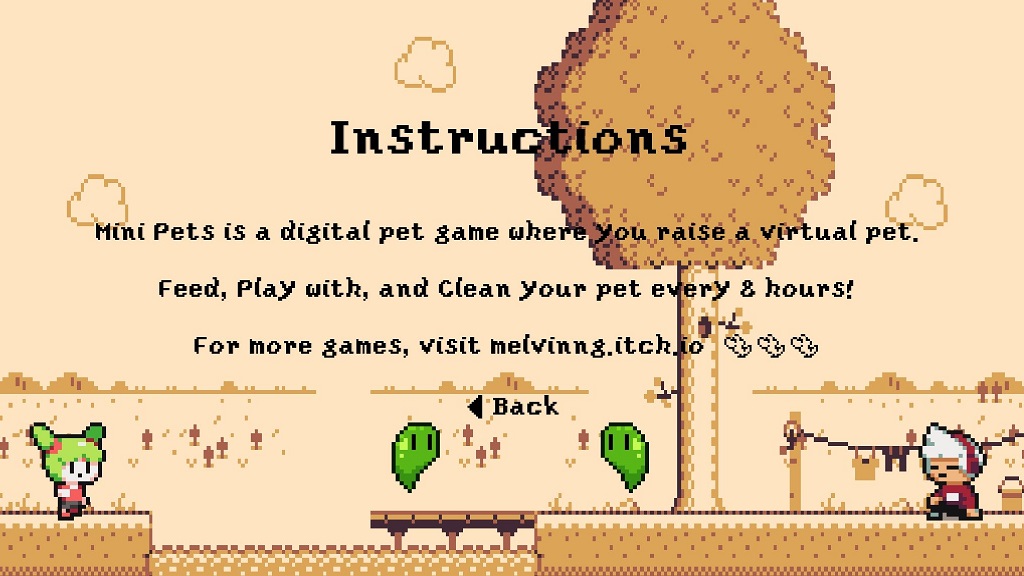 Instructions
Mini Pets is a digital pet game where you raise a virtual pet.
Feed, Play with, and Clean your pet every 8 hours!
For more games, visit melvinng.itch.io
Back